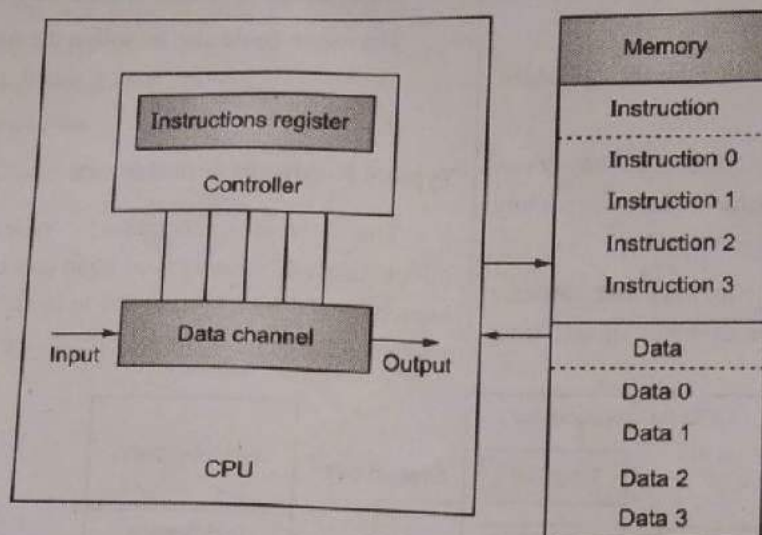 Instructions register
Controller
Data channel
Input
Output
CPU
Memory
Instruction
Instruction 0
Instruction 1
Instruction 2
Instruction 3
Data
Data 0
Data 1
Data 2
Data 3